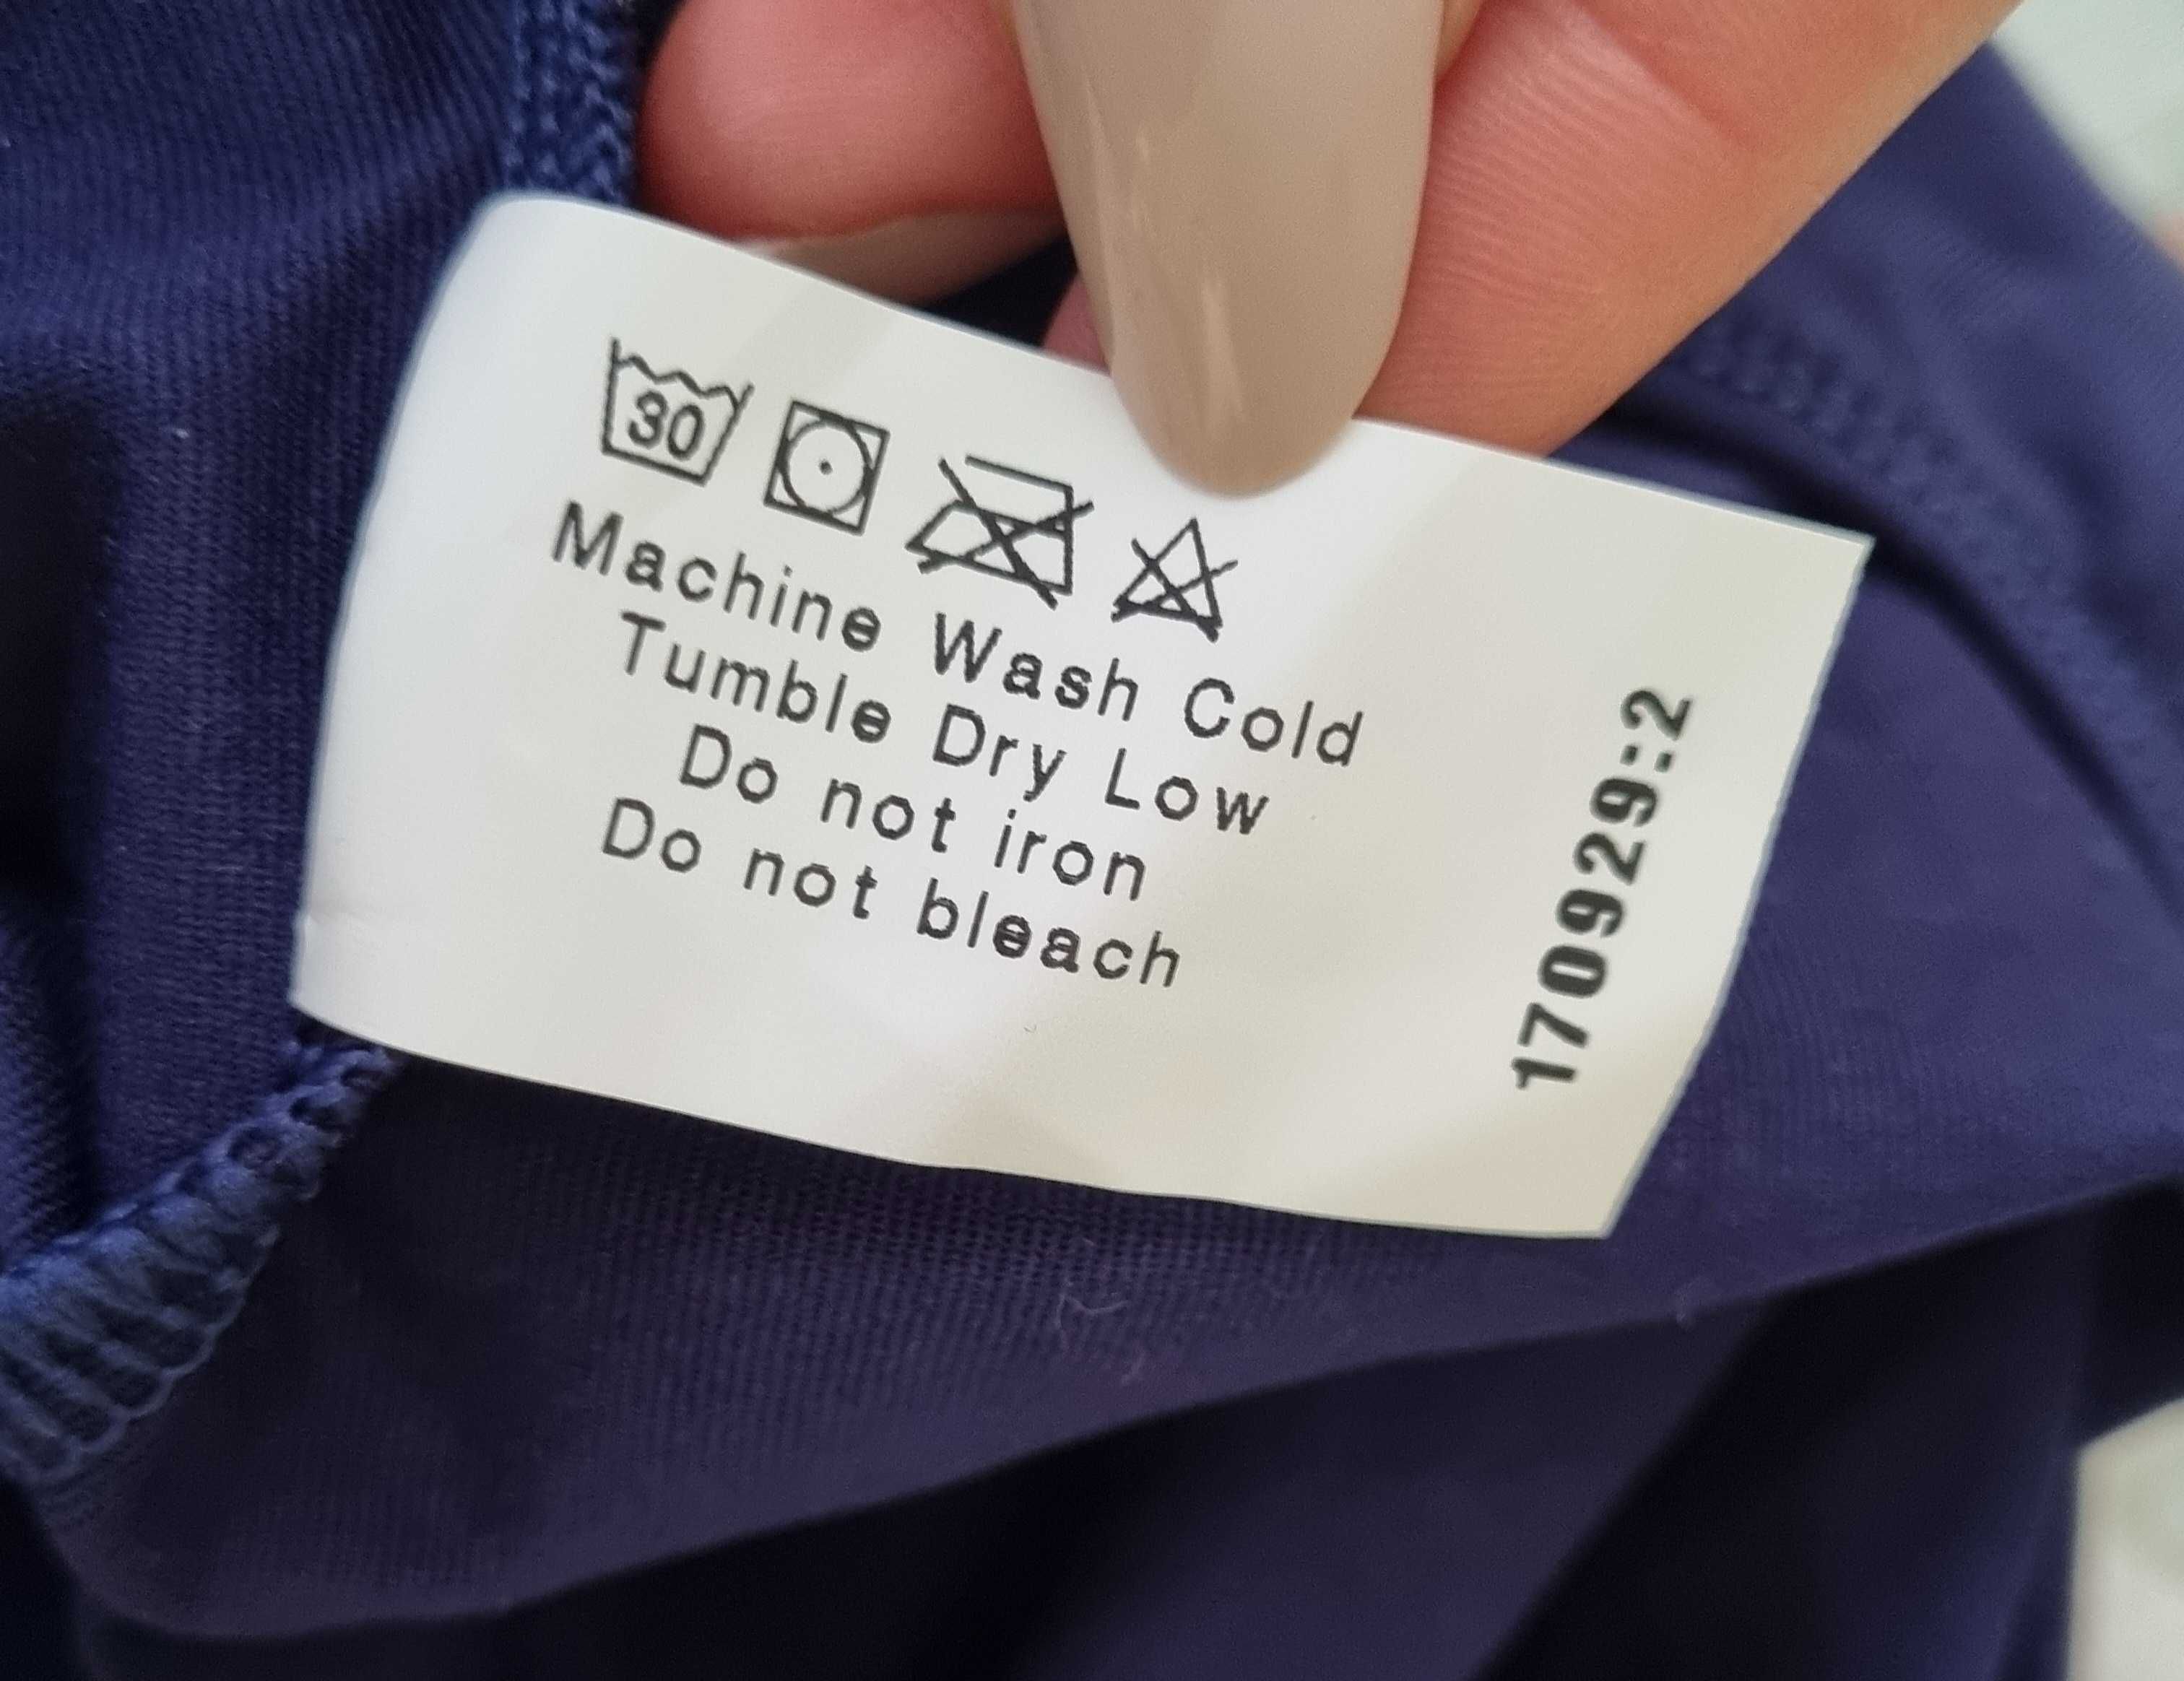 30
Machine Wash Cold
Tumble Dry Low
Do not iron
Do not bleach
170929::2